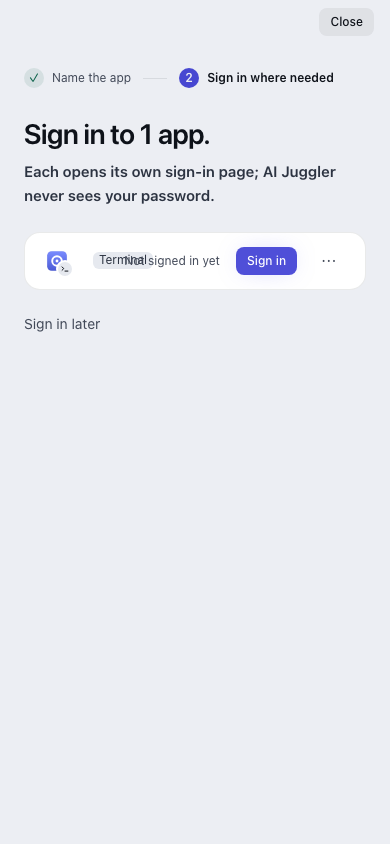 Close
Name the app
2 Sign in where needed
Sign in to 1 app.
Each opens its own sign-in page; AI Juggler
never sees your password.
Terminal Not signed in yet Sign in ···
Sign in later